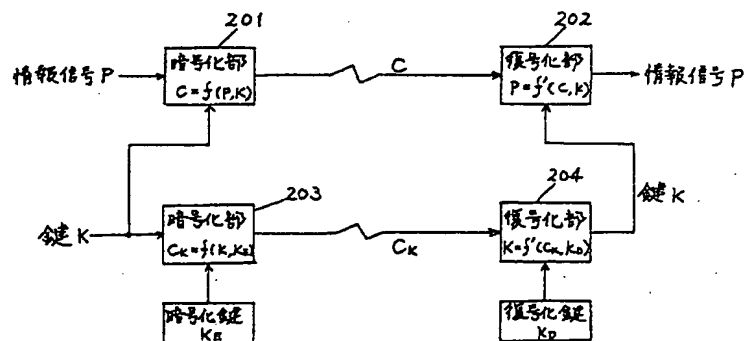 201
202
情報信号P
暗号化部
C=f(P,K)
C
復号化部
P=f'(C,K)
情報信号P
鍵K
203
204
鍵K
暗号化部
CK=f(K,KE)
CK
復号化部
K=f'(CK,KD)
暗号化鍵
KE
復号化鍵
KD